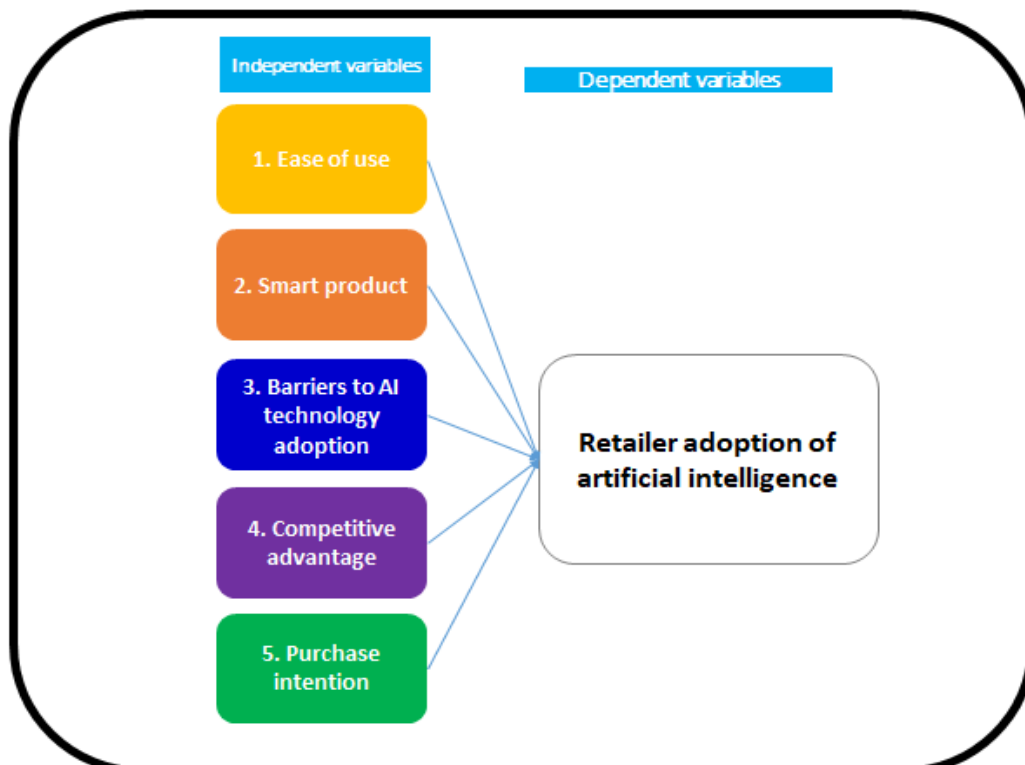 Independent variables
Dependent variables
1. Ease of use
2. Smart product
3. Barriers to AI
technology
adoption
4. Competitive
advantage
5. Purchase
intention
Retailer adoption of
artificial intelligence